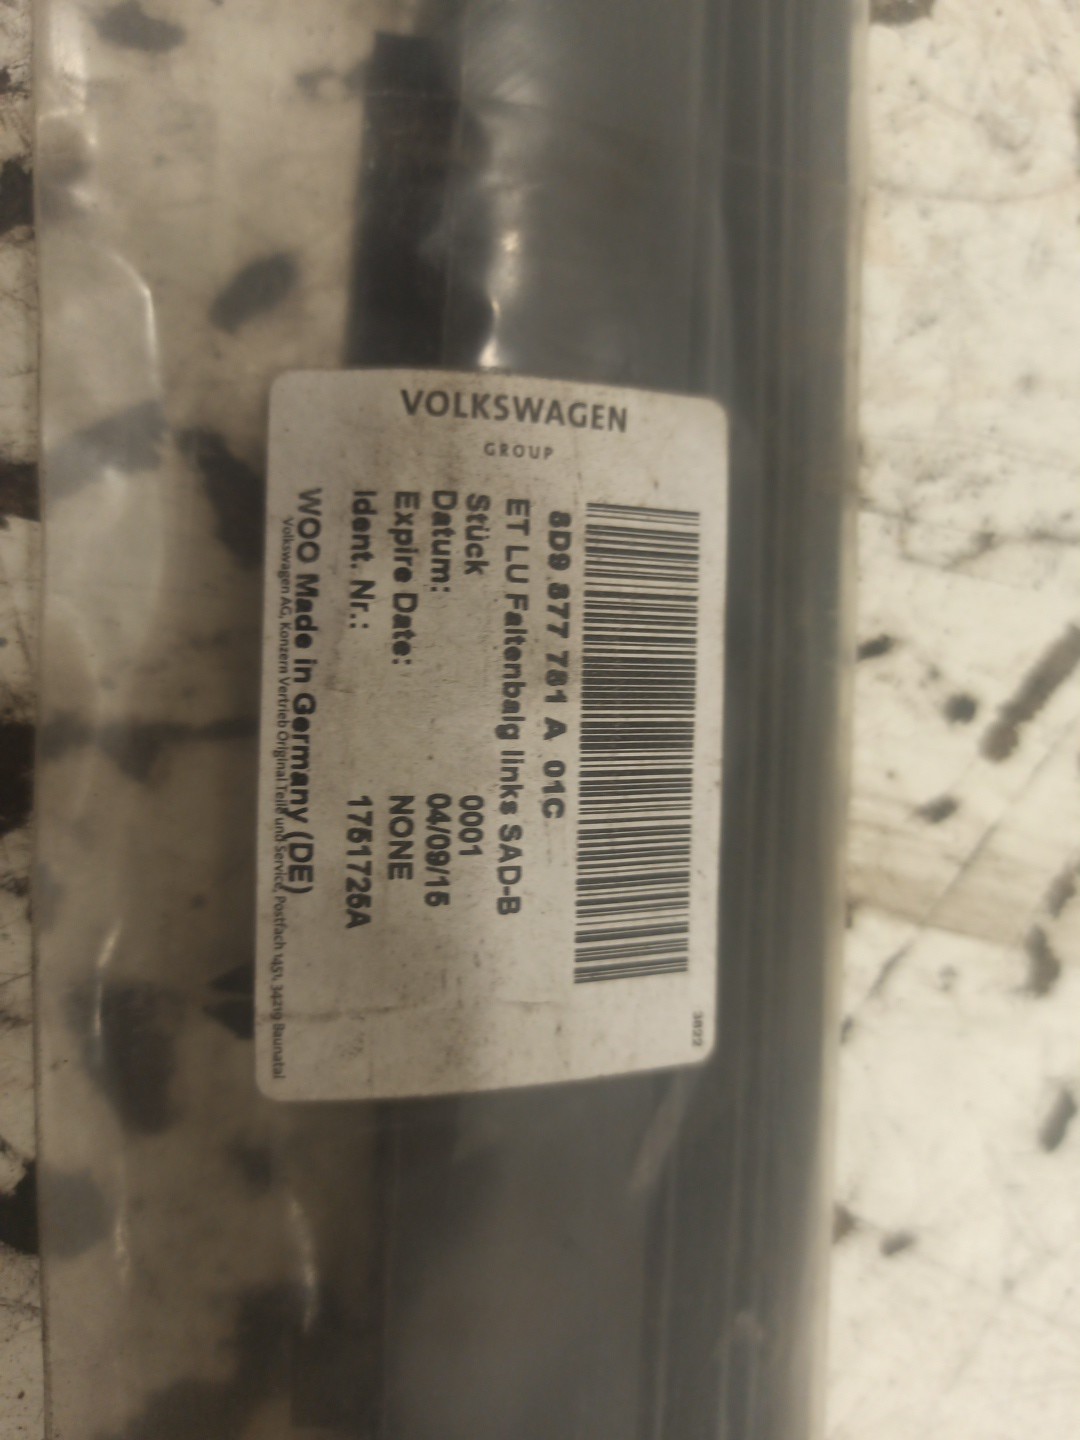 VOLKSWAGEN
GROUP
3822
8D9 877 781 A 01C
ET LU Faltenbalg links SAD-B
Stück 0001
Datum: 04/09/15
Expire Date: NONE
Ident. Nr.: 1751725A
WOO Made in Germany (DE)
Volkswagen AG, Konzern Vertrieb Original Teile und Service, Postfach 1451, 34219 Baunatal